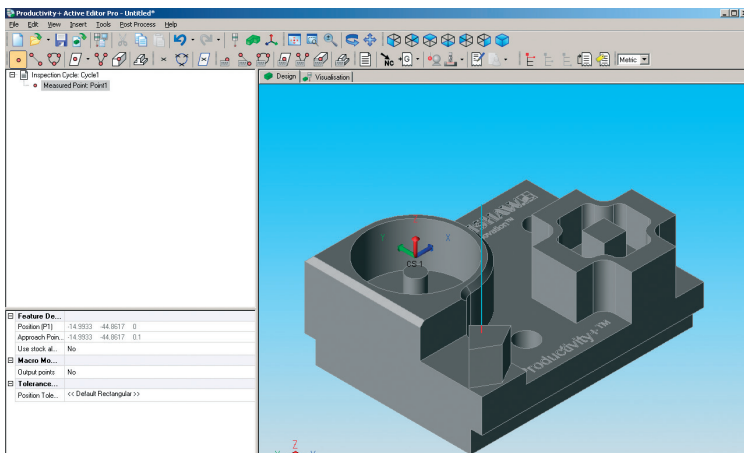 Productivity+ Active Editor Pro - Untitled*
File Edit View Insert Tools Post Process Help
NC +G Metric
Inspection Cycle: Cycle1
Measured Point: Point1
Design Visualisation
Feature De...
Position (P1) -14.9933 -44.8617 0
Approach Poin... -14.9933 -44.8617 0.1
Use stock al... No
Macro Mo...
Output points No
Tolerance...
Position Tole... << Default Rectangular >>
Z
Y X
CS 1
Productivity+™
Z